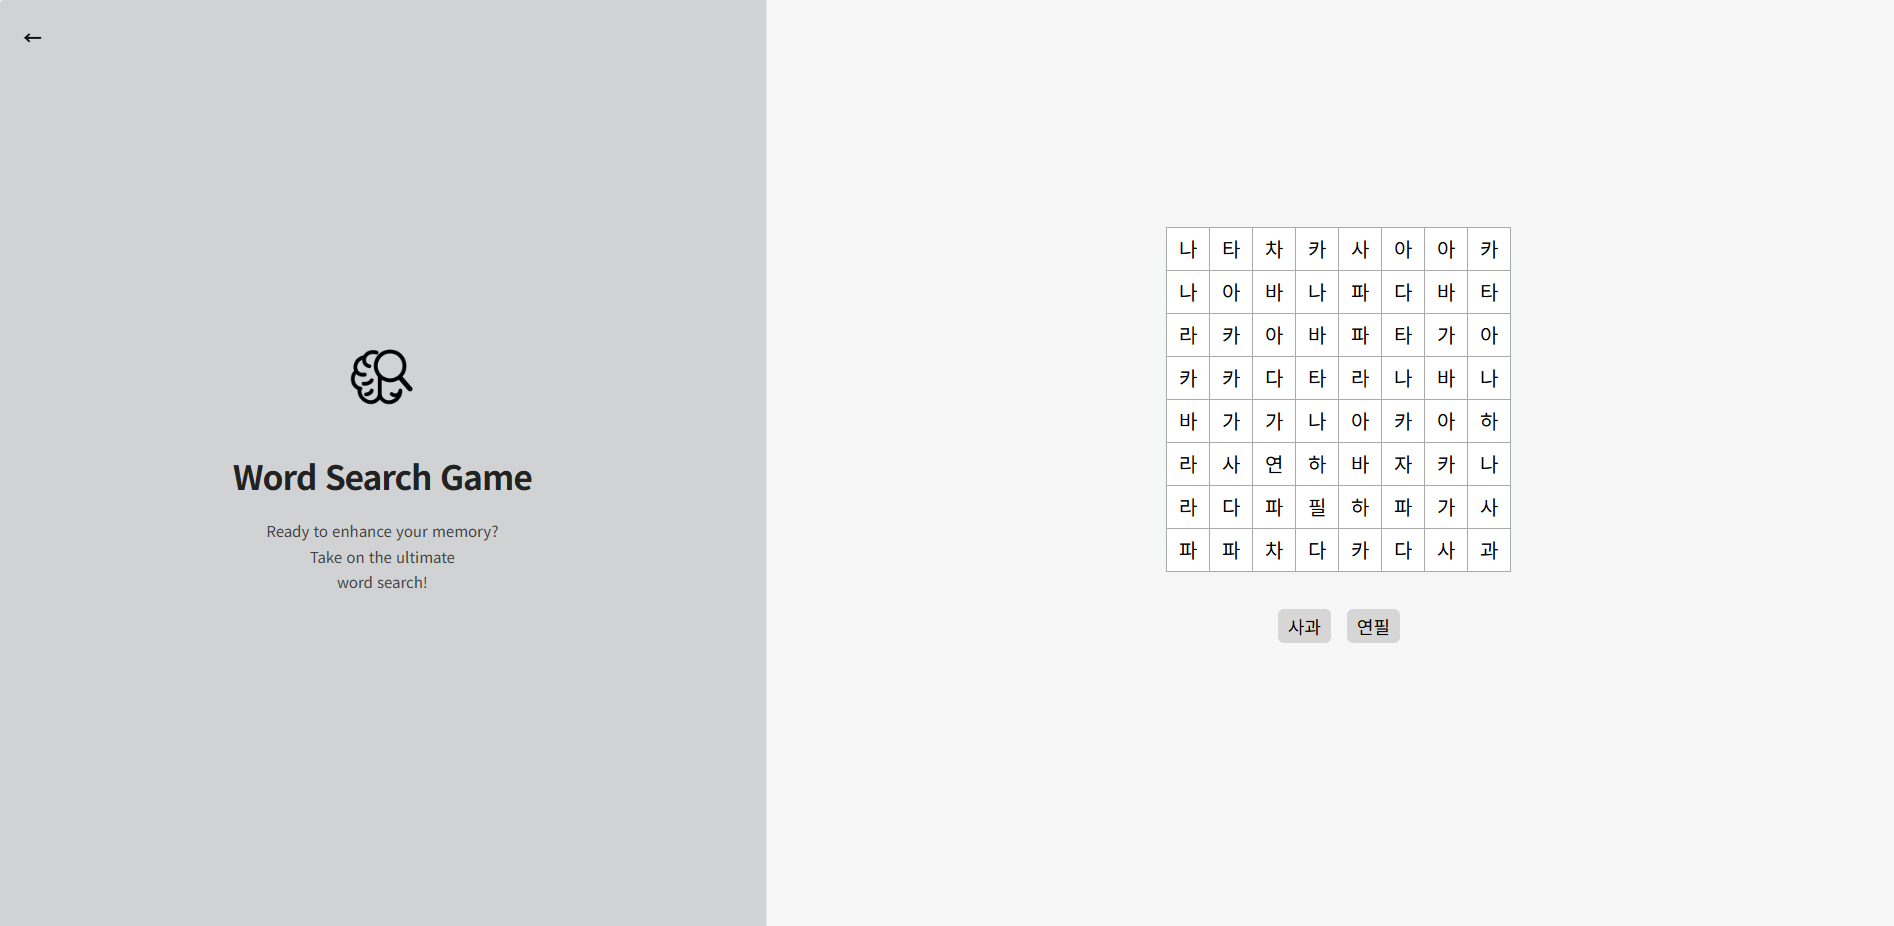 ←
Word Search Game
Ready to enhance your memory?
Take on the ultimate
word search!
나 타 차 카 사 아 아 카
나 아 바 나 파 다 바 타
라 카 아 바 파 타 가 아
카 카 다 타 라 나 바 나
바 가 가 나 아 카 아 하
라 사 연 하 바 자 카 나
라 다 파 필 하 파 가 사
파 파 차 다 카 다 사 과
사과 연필